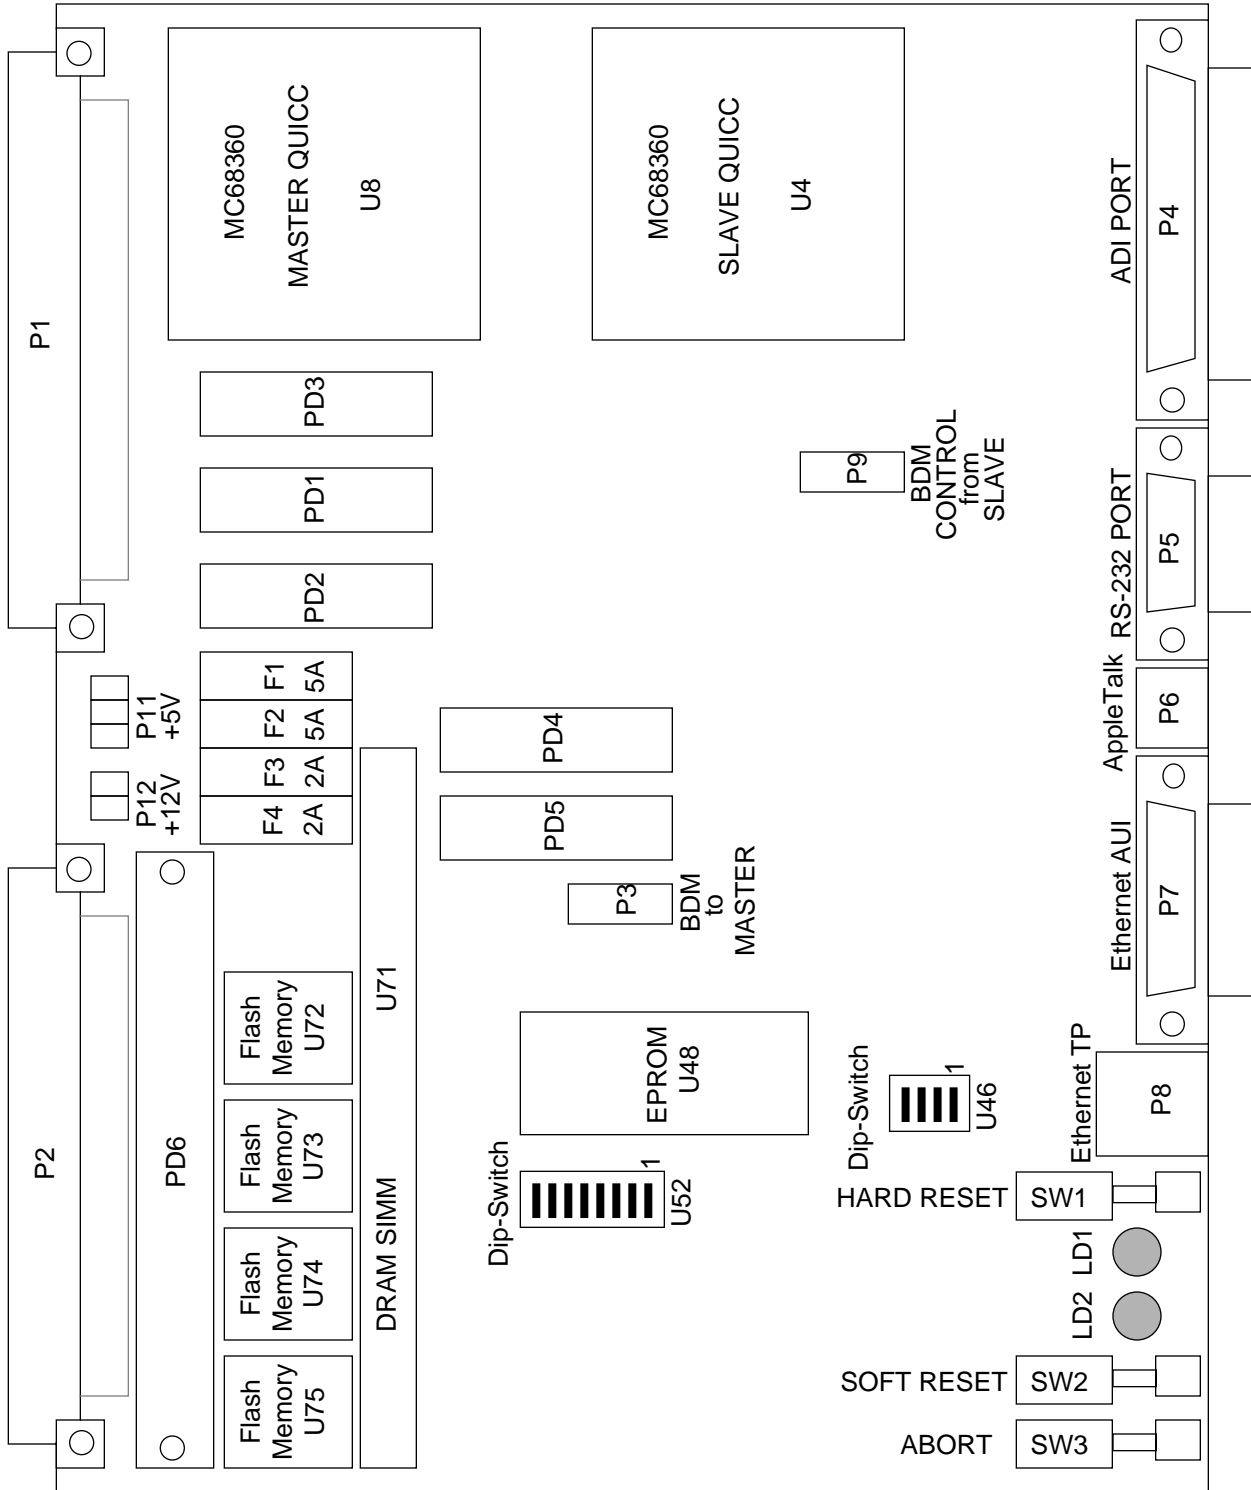 P1
MC68360
MASTER QUICC
U8
MC68360
SLAVE QUICC
U4
ADI PORT
P4
PD3
PD1
PD2
P9
BDM
CONTROL
from
SLAVE
RS-232 PORT
P5
P11
+5V
P12
+12V
F1
5A
F2
5A
F3
2A
F4
2A
PD4
PD5
AppleTalk
P6
P3
BDM
to
MASTER
Ethernet AUI
P7
P2
PD6
Flash
Memory
U72
Flash
Memory
U73
Flash
Memory
U74
Flash
Memory
U75
U71
DRAM SIMM
EPROM
U48
Dip-Switch
1
U52
Dip-Switch
1
U46
Ethernet TP
P8
HARD RESET
SW1
LD1
LD2
SOFT RESET
SW2
ABORT
SW3